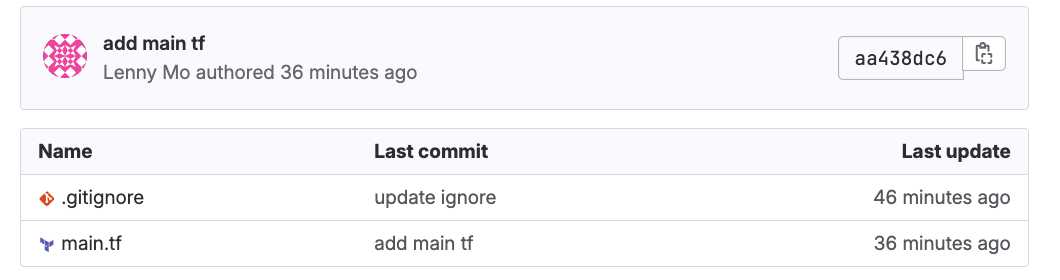 add main tf
Lenny Mo authored 36 minutes ago
aa438dc6
Name Last commit Last update
.gitignore update ignore 46 minutes ago
main.tf add main tf 36 minutes ago